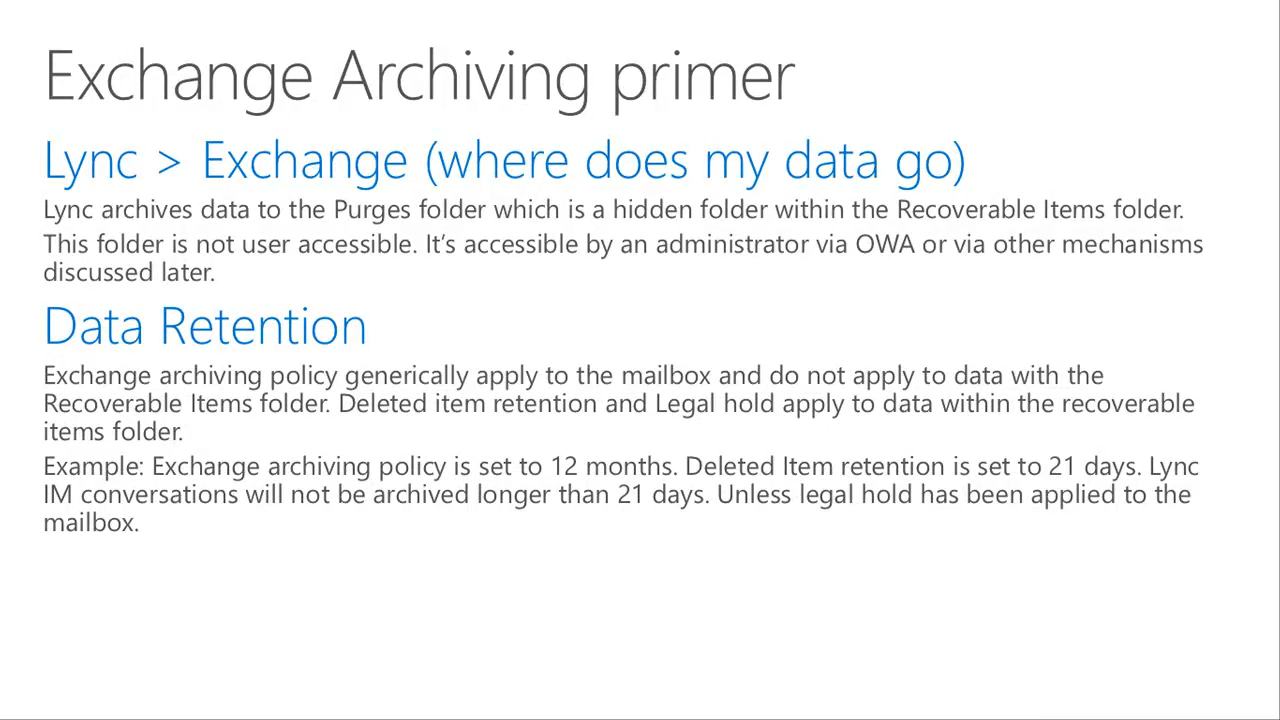 Exchange Archiving primer
Lync > Exchange (where does my data go)
Lync archives data to the Purges folder which is a hidden folder within the Recoverable Items folder.
This folder is not user accessible. It's accessible by an administrator via OWA or via other mechanisms
discussed later.
Data Retention
Exchange archiving policy generically apply to the mailbox and do not apply to data with the
Recoverable Items folder. Deleted item retention and Legal hold apply to data within the recoverable
items folder.
Example: Exchange archiving policy is set to 12 months. Deleted Item retention is set to 21 days. Lync
IM conversations will not be archived longer than 21 days. Unless legal hold has been applied to the
mailbox.